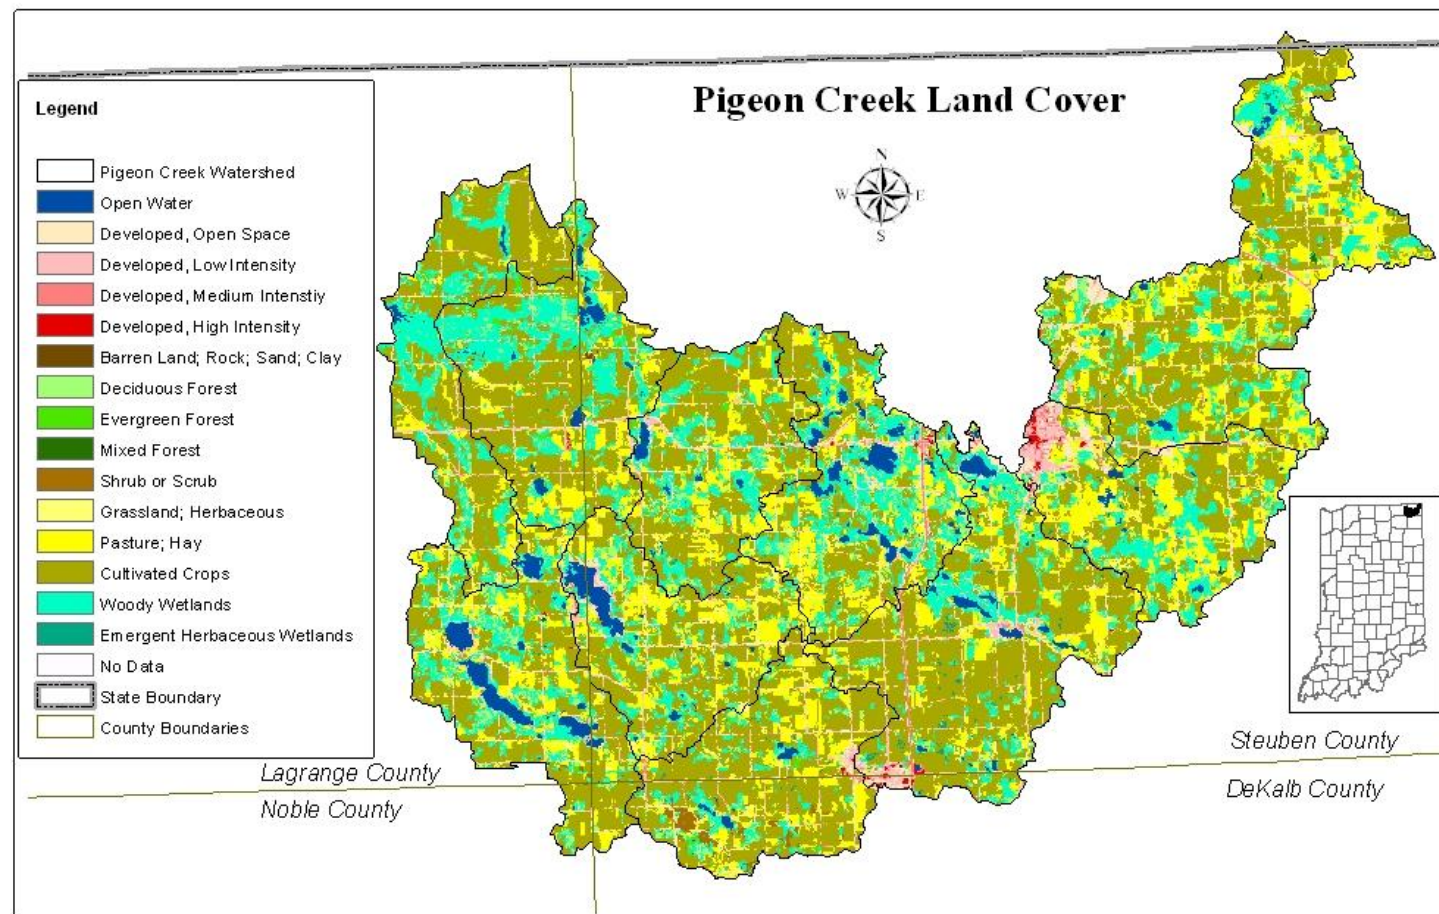 Pigeon Creek Land Cover
N
W E
S
Legend
Pigeon Creek Watershed
Open Water
Developed, Open Space
Developed, Low Intensity
Developed, Medium Intenstiy
Developed, High Intensity
Barren Land; Rock; Sand; Clay
Deciduous Forest
Evergreen Forest
Mixed Forest
Shrub or Scrub
Grassland; Herbaceous
Pasture; Hay
Cultivated Crops
Woody Wetlands
Emergent Herbaceous Wetlands
No Data
State Boundary
County Boundaries
Lagrange County
Noble County
Steuben County
DeKalb County